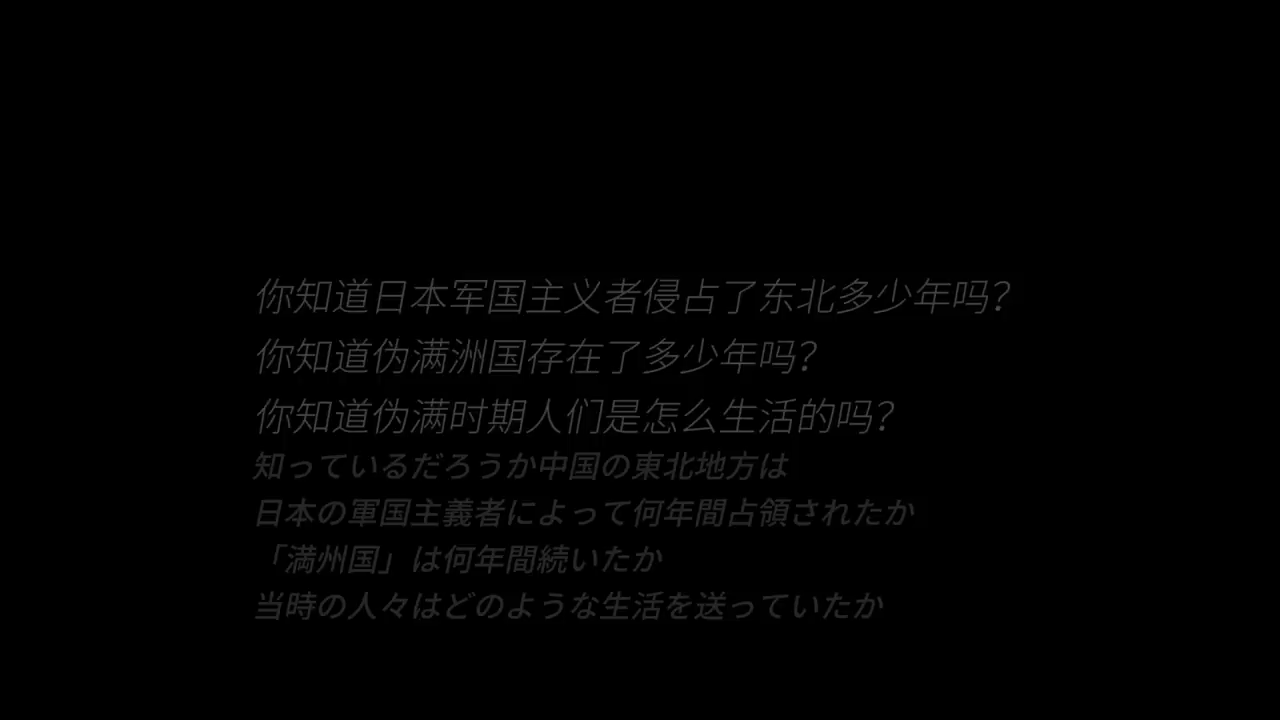 你知道日本军国主义者侵占了东北多少年吗？
你知道伪满洲国存在了多少年吗？
你知道伪满时期人们是怎么生活的吗？
知っているだろうか中国の東北地方は
日本の軍国主義者によって何年間占領されたか
「満州国」は何年間続いたか
当時の人々はどのような生活を送っていたか